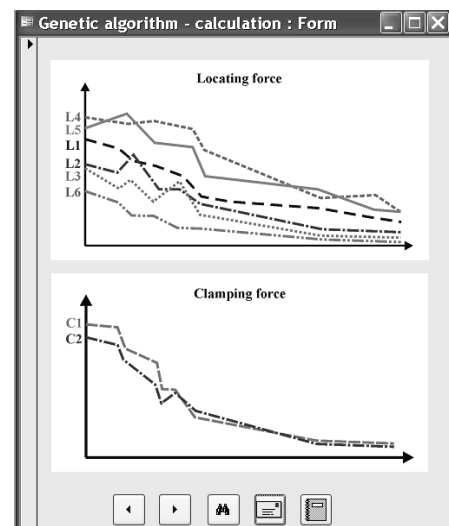 Genetic algorithm - calculation : Form
Locating force
L4
L5
L1
L2
L3
L6
Clamping force
C1
C2